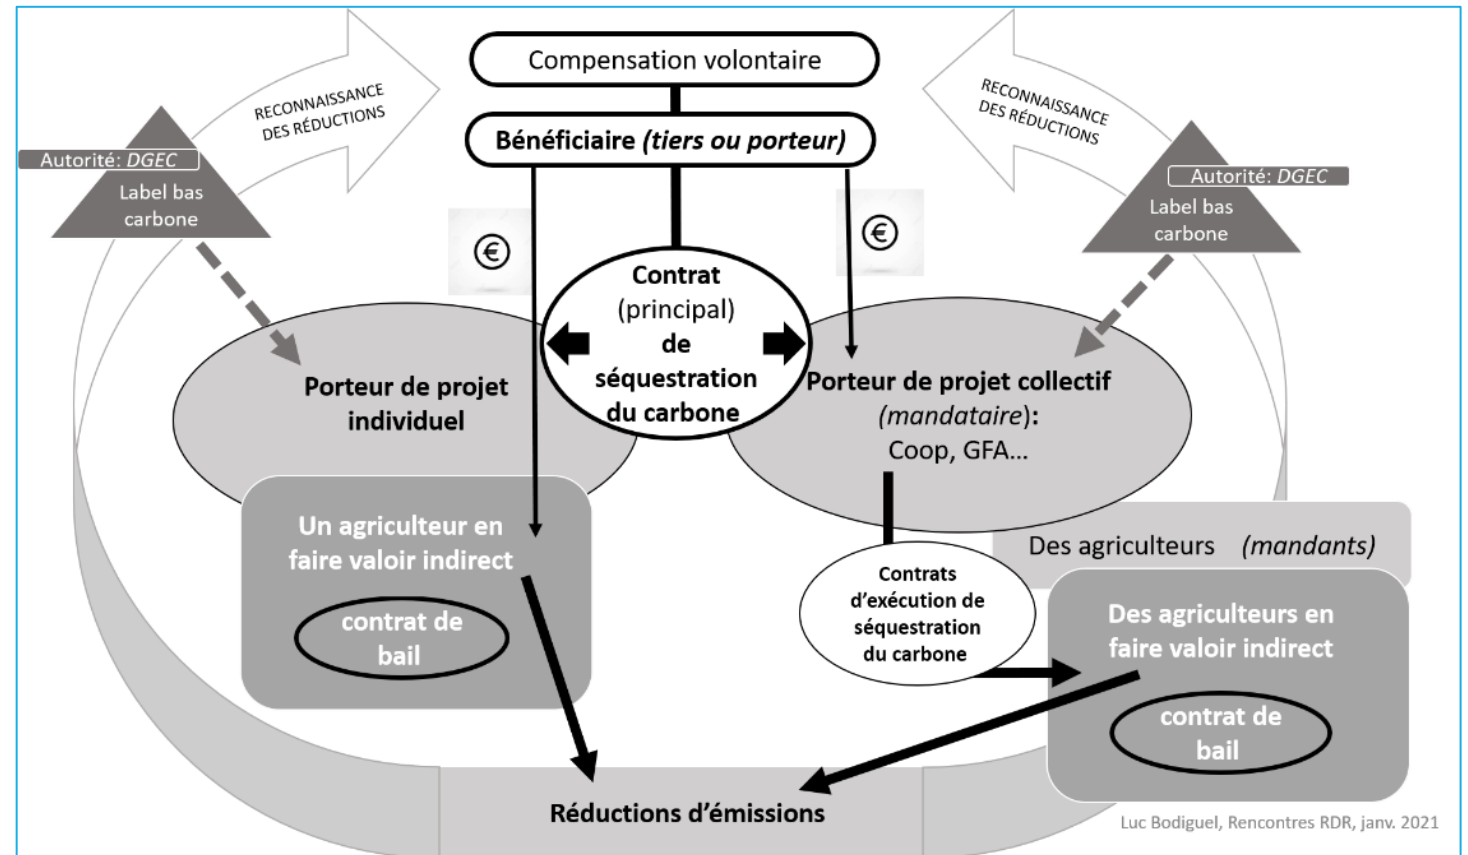 Compensation volontaire
RECONNAISSANCE
DES RÉDUCTIONS
RECONNAISSANCE
DES RÉDUCTIONS
Bénéficiaire (tiers ou porteur)
Autorité: DGEC
Label bas
carbone
Autorité: DGEC
Label bas
carbone
€
€
Contrat
(principal)
de
séquestration
du carbone
Porteur de projet
individuel
Porteur de projet collectif
(mandataire):
Coop, GFA...
Un agriculteur en
faire valoir indirect
contrat de
bail
Des agriculteurs (mandants)
Contrats
d'exécution de
séquestration
du carbone
Des agriculteurs en
faire valoir indirect
contrat de
bail
Réductions d'émissions
Luc Bodiguel, Rencontres RDR, janv. 2021